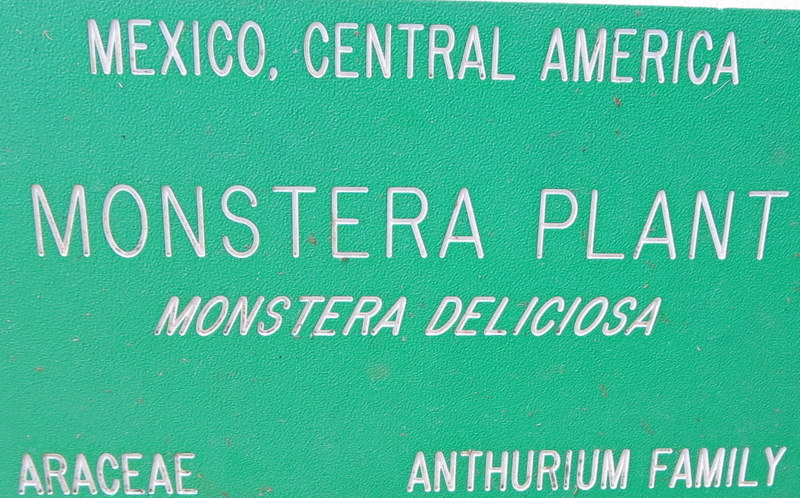 MEXICO, CENTRAL AMERICA
MONSTERA PLANT
MONSTERA DELICIOSA
ARACEAE ANTHURIUM FAMILY